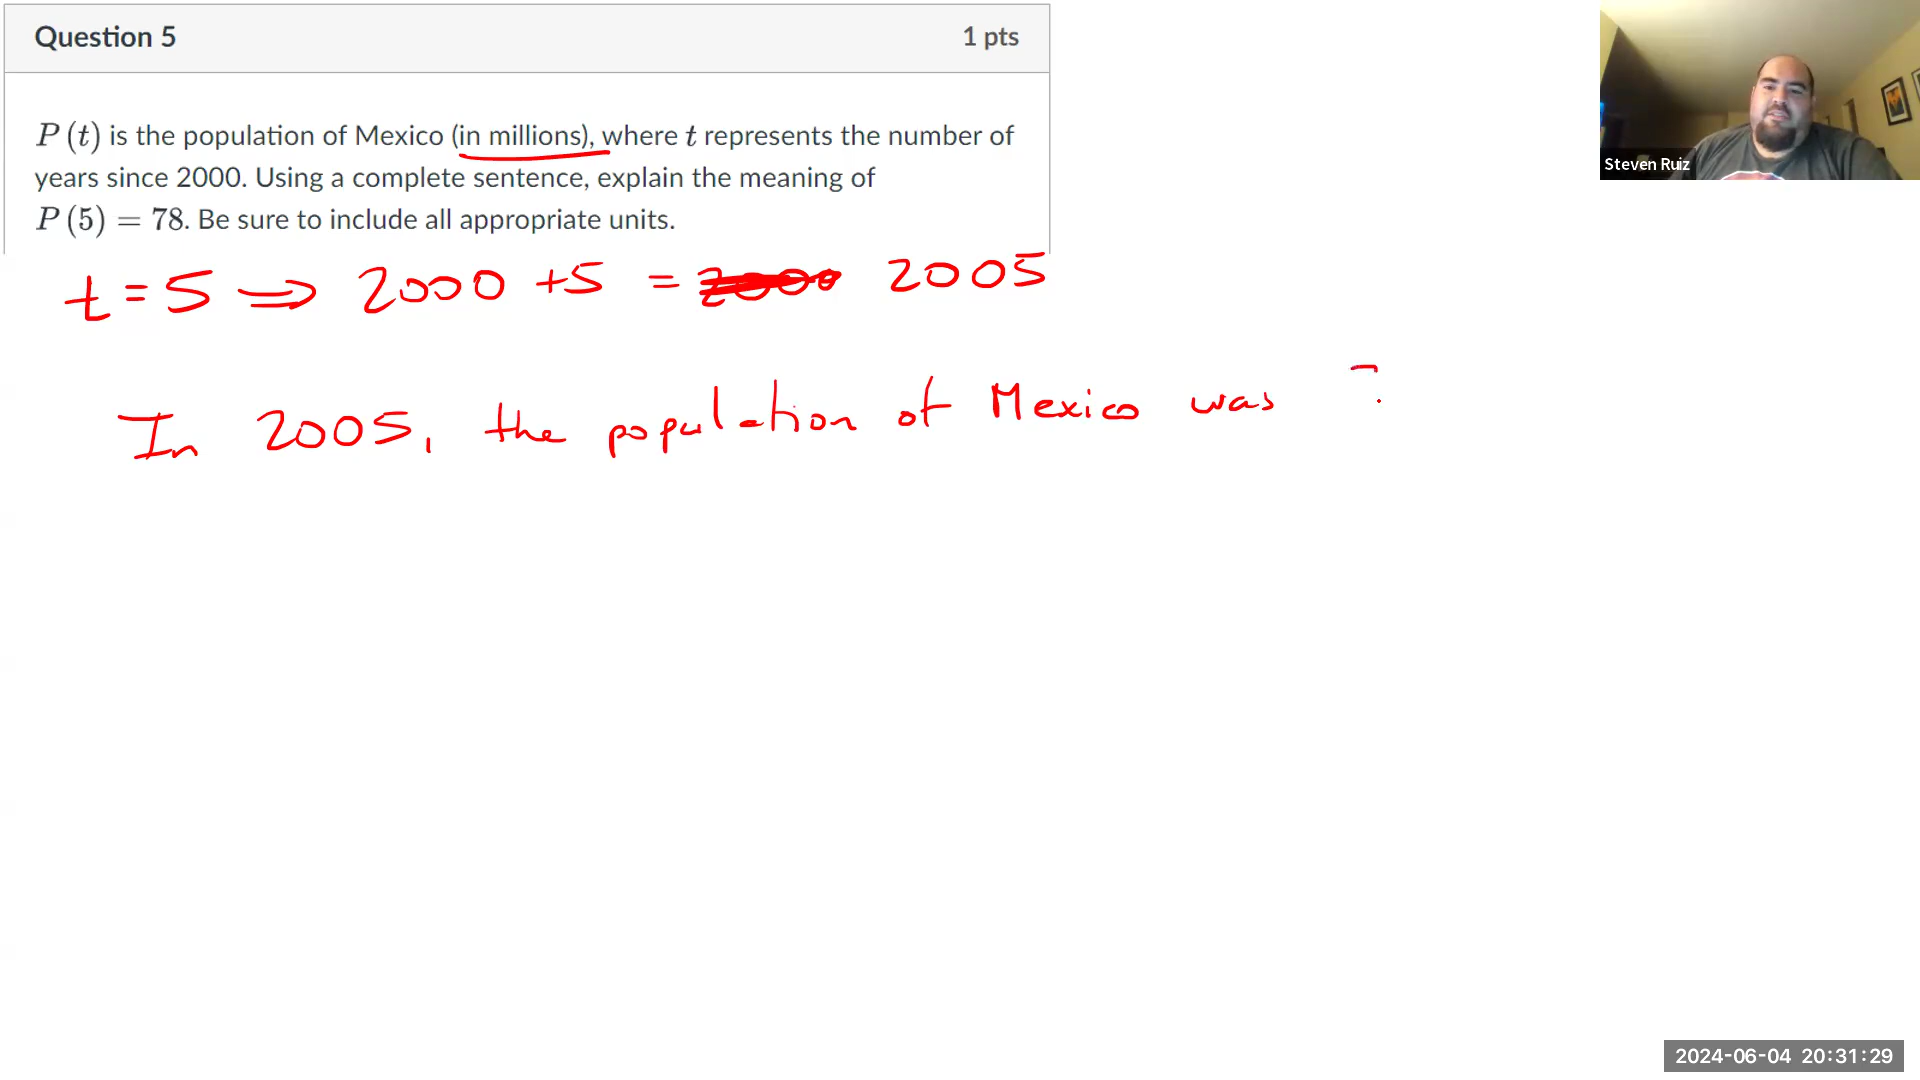 Question 5 1 pts
P (t) is the population of Mexico (in millions), where t represents the number of
years since 2000. Using a complete sentence, explain the meaning of
P (5) = 78. Be sure to include all appropriate units.
t = 5 ⇒ 2000 +5 = 2000 2005
In 2005, the population of Mexico was
Steven Ruiz
2024-06-04 20:31:29